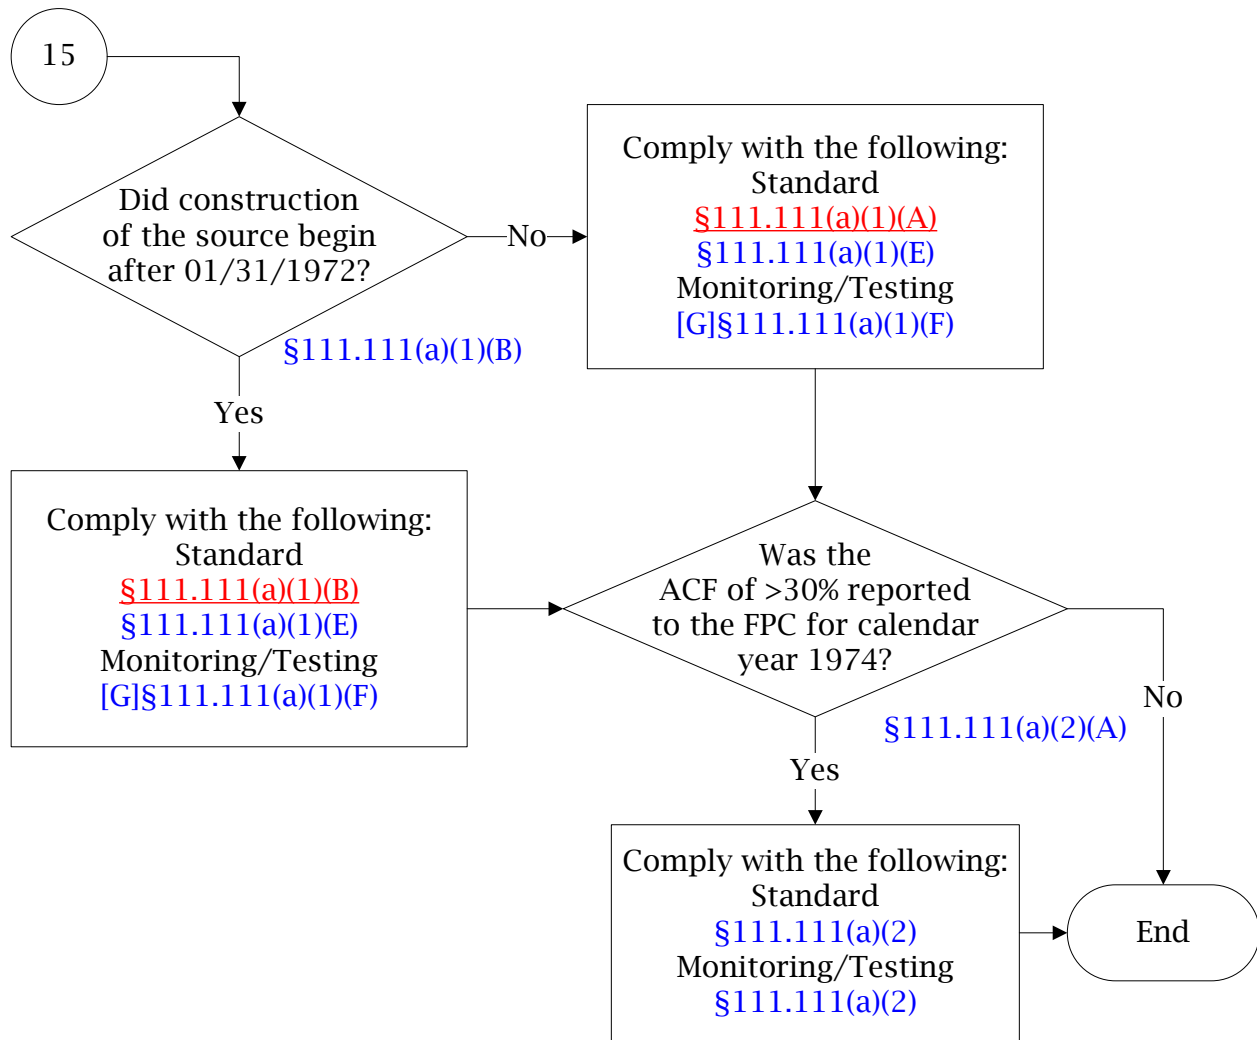 15
Did construction
of the source begin
after 01/31/1972?
§111.111(a)(1)(B)
No
Comply with the following:
Standard
§111.111(a)(1)(A)
§111.111(a)(1)(E)
Monitoring/Testing
[G]§111.111(a)(1)(F)
Yes
Comply with the following:
Standard
§111.111(a)(1)(B)
§111.111(a)(1)(E)
Monitoring/Testing
[G]§111.111(a)(1)(F)
Was the
ACF of >30% reported
to the FPC for calendar
year 1974?
§111.111(a)(2)(A)
No
Yes
Comply with the following:
Standard
§111.111(a)(2)
Monitoring/Testing
§111.111(a)(2)
End